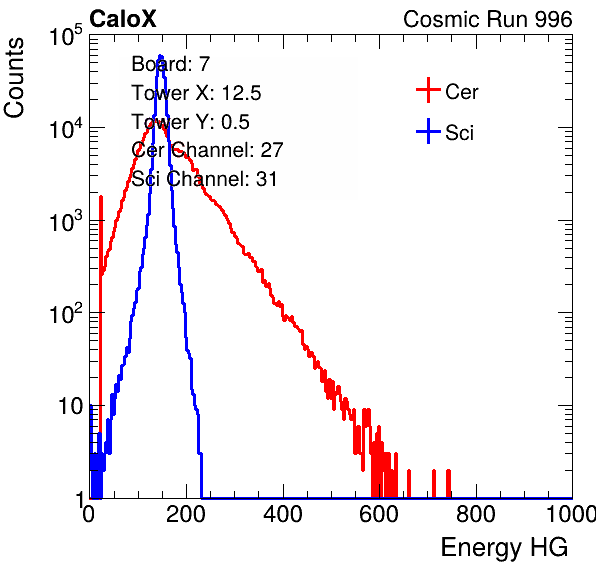 CaloX Cosmic Run 996
Counts
10^5
10^4
10^3
10^2
10
1
Board: 7
Tower X: 12.5
Tower Y: 0.5
Cer Channel: 27
Sci Channel: 31
Cer
Sci
0 200 400 600 800 1000
Energy HG